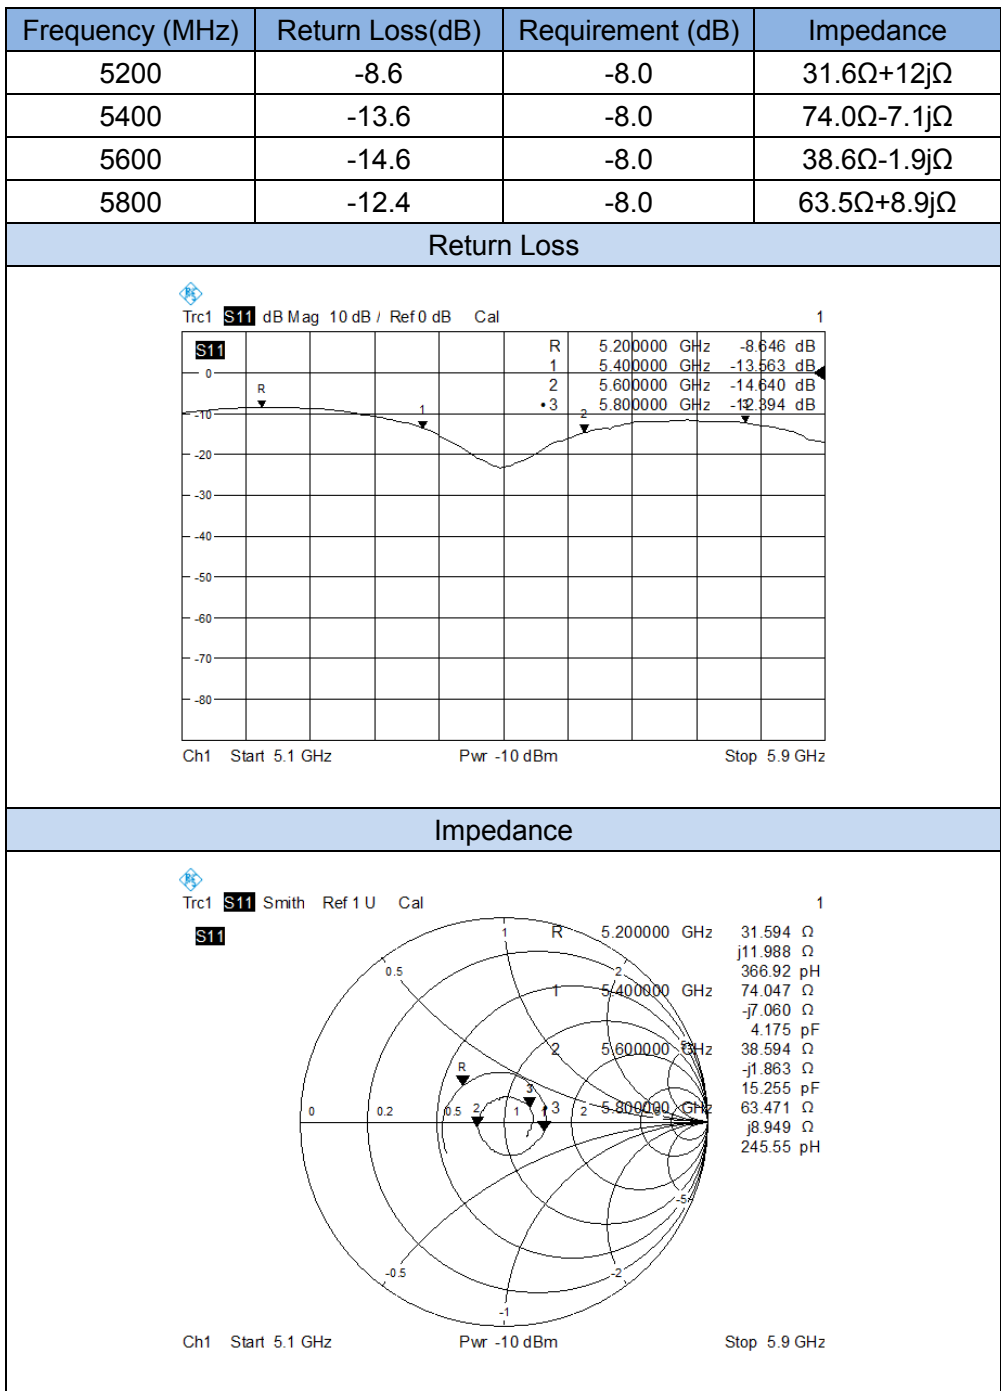 Frequency (MHz) Return Loss(dB) Requirement (dB) Impedance
5200 -8.6 -8.0 31.6Ω+12jΩ
5400 -13.6 -8.0 74.0Ω-7.1jΩ
5600 -14.6 -8.0 38.6Ω-1.9jΩ
5800 -12.4 -8.0 63.5Ω+8.9jΩ
Return Loss
Trc1 S11 dB Mag 10 dB / Ref 0 dB Cal 1
S11
R 5.200000 GHz -8.646 dB
1 5.400000 GHz -13.563 dB
2 5.600000 GHz -14.640 dB
•3 5.800000 GHz -12.394 dB
0
R
1
2
3
-10
-20
-30
-40
-50
-60
-70
-80
Ch1 Start 5.1 GHz Pwr -10 dBm Stop 5.9 GHz
Impedance
Trc1 S11 Smith Ref 1 U Cal 1
S11
R 5.200000 GHz 31.594 Ω
j11.988 Ω
366.92 pH
1 5.400000 GHz 74.047 Ω
-j7.060 Ω
4.175 pF
2 5.600000 GHz 38.594 Ω
-j1.863 Ω
15.255 pF
3 5.800000 GHz 63.471 Ω
j8.949 Ω
245.55 pH
1
0.5
2
5
R
3
0 0.2 0.5 2 1 1 2
-5
-0.5
-2
-1
Ch1 Start 5.1 GHz Pwr -10 dBm Stop 5.9 GHz